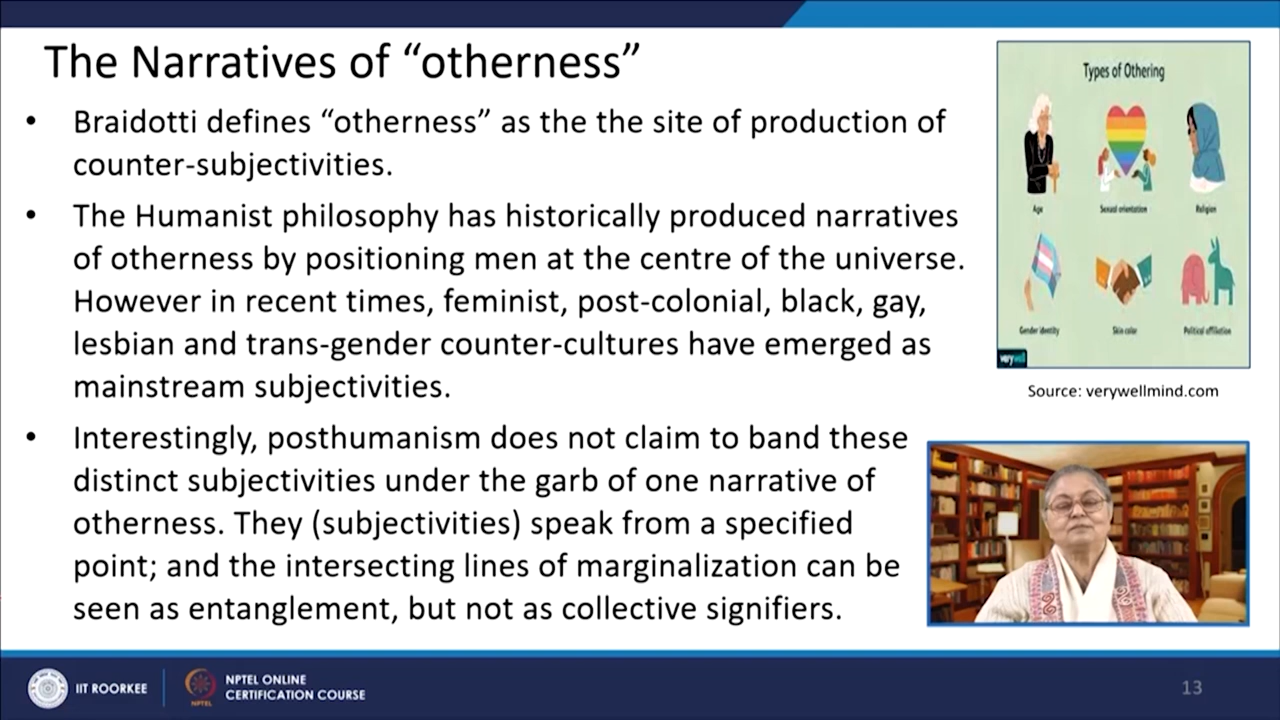 The Narratives of “otherness”
• Braidotti defines “otherness” as the the site of production of
counter-subjectivities.
• The Humanist philosophy has historically produced narratives
of otherness by positioning men at the centre of the universe.
However in recent times, feminist, post-colonial, black, gay,
lesbian and trans-gender counter-cultures have emerged as
mainstream subjectivities.
• Interestingly, posthumanism does not claim to band these
distinct subjectivities under the garb of one narrative of
otherness. They (subjectivities) speak from a specified
point; and the intersecting lines of marginalization can be
seen as entanglement, but not as collective signifiers.
Types of Othering
Age
Sexual orientation
Religion
Gender identity
Skin color
Political affiliation
verywell
Source: verywellmind.com
IIT ROORKEE
NPTEL
NPTEL ONLINE
CERTIFICATION COURSE
13